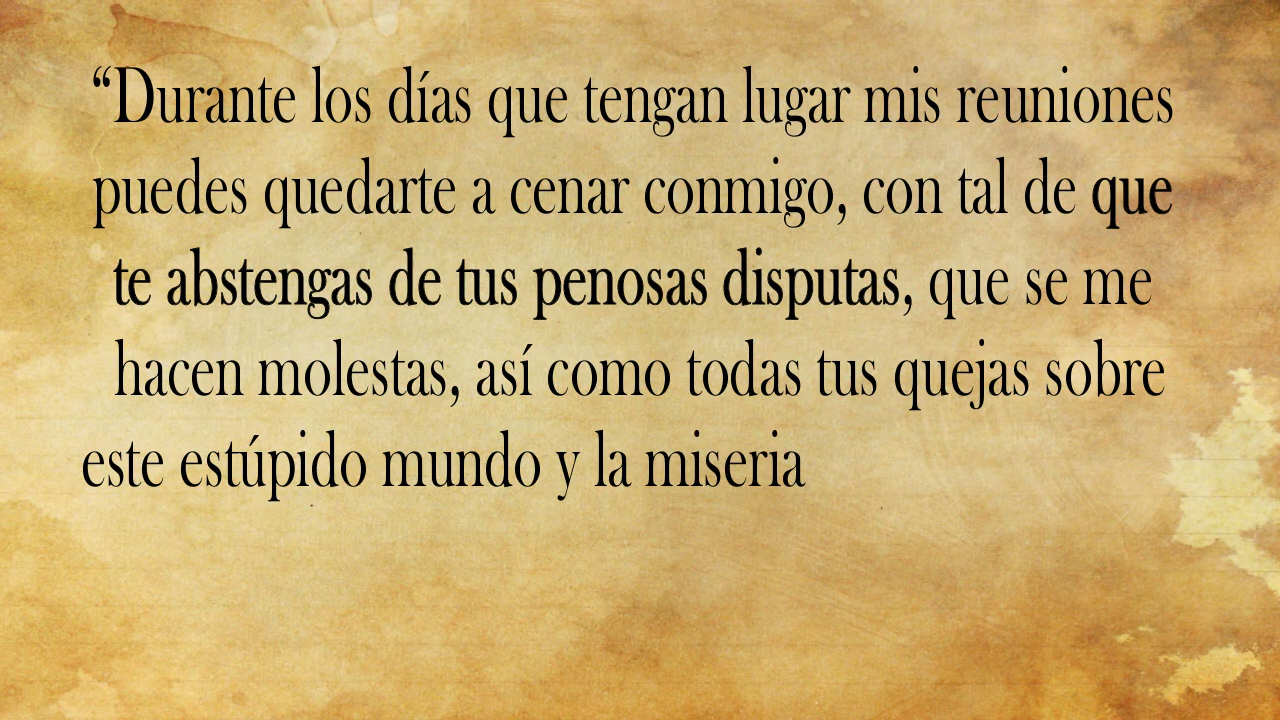 “Durante los días que tengan lugar mis reuniones
puedes quedarte a cenar conmigo, con tal de que
te abstengas de tus penosas disputas, que se me
hacen molestas, así como todas tus quejas sobre
este estúpido mundo y la miseria